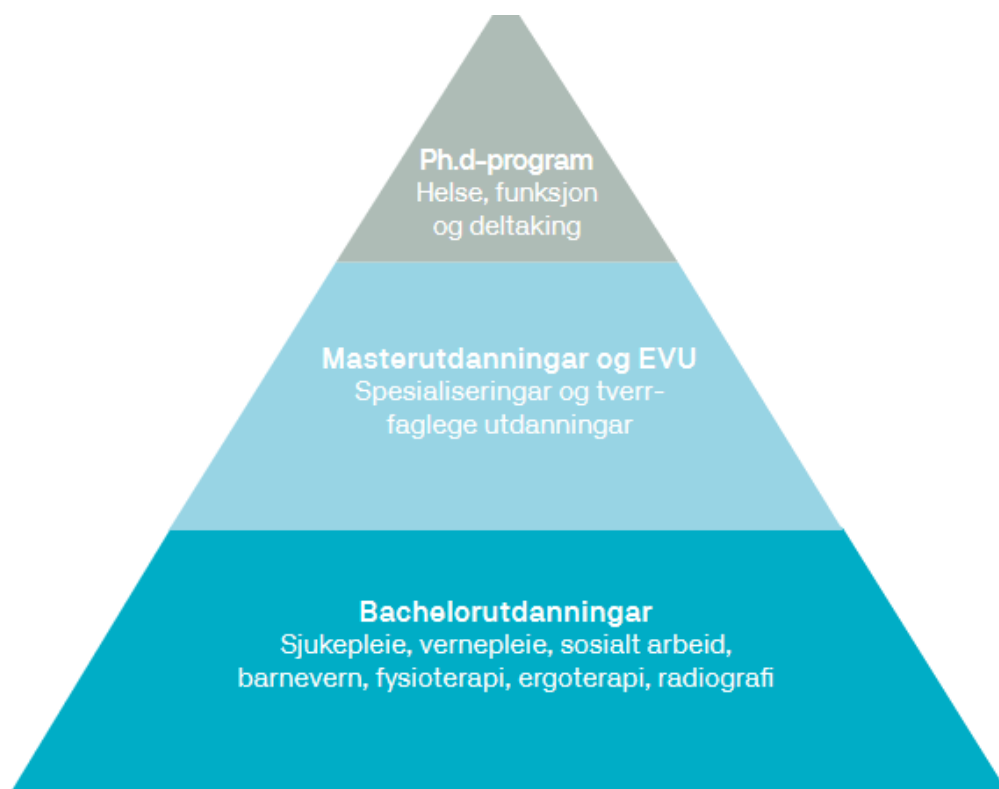 Ph.d-program
Helse, funksjon
og deltaking
Masterutdanningar og EVU
Spesialiseringar og tverr-
faglege utdanningar
Bachelorutdanningar
Sjukepleie, vernepleie, sosialt arbeid,
barnevern, fysioterapi, ergoterapi, radiografi